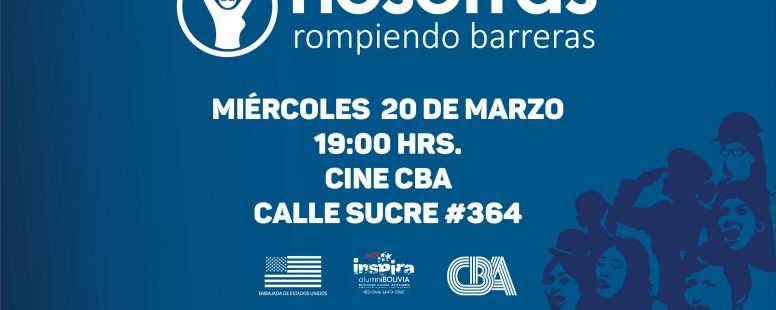 nosotras
rompiendo barreras
MIÉRCOLES 20 DE MARZO
19:00 HRS.
CINE CBA
CALLE SUCRE #364
EMBAJADA DE ESTADOS UNIDOS
inspira
alumniBOLIVIA
REGIONAL SANTA CRUZ
CBA